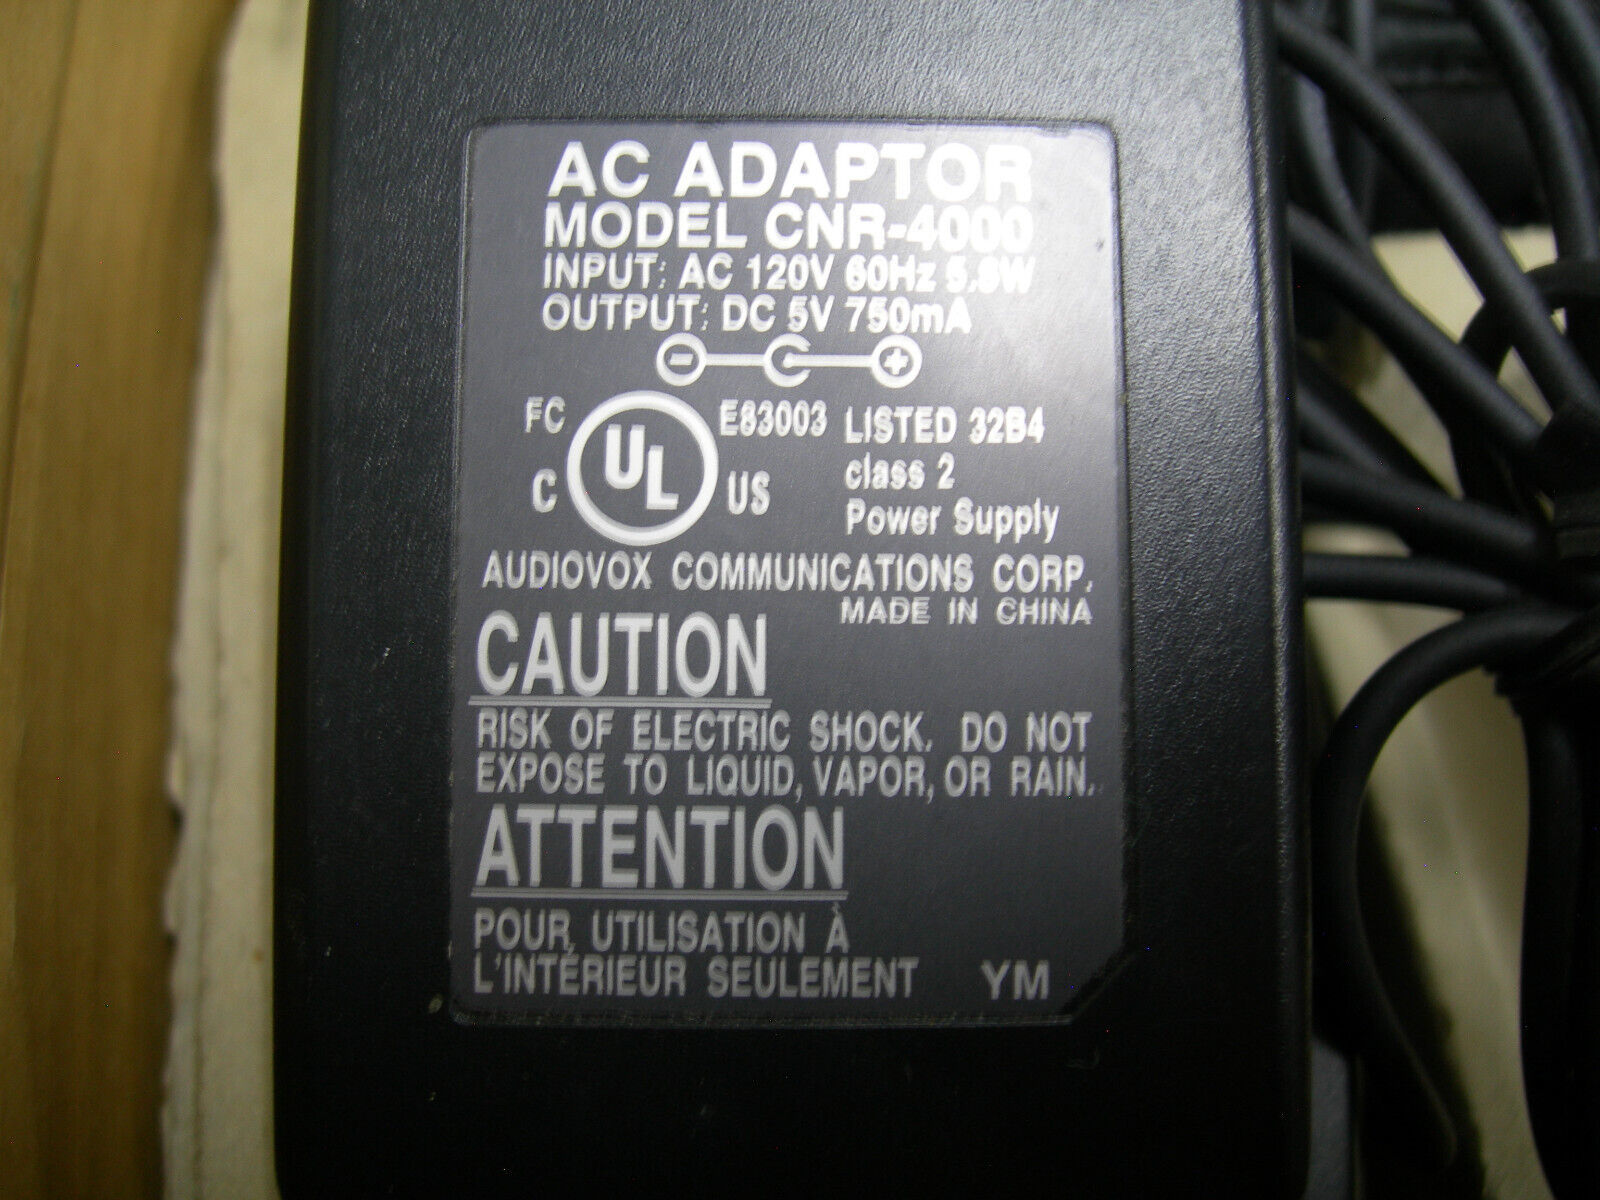 AC ADAPTOR
MODEL CNR-4000
INPUT: AC 120V 60Hz 5.8W
OUTPUT: DC 5V 750mA
- +
FC UL E83003 LISTED 32B4
C US class 2
Power Supply
AUDIOVOX COMMUNICATIONS CORP.
MADE IN CHINA
CAUTION
RISK OF ELECTRIC SHOCK. DO NOT
EXPOSE TO LIQUID, VAPOR, OR RAIN.
ATTENTION
POUR UTILISATION À
L'INTÉRIEUR SEULEMENT YM